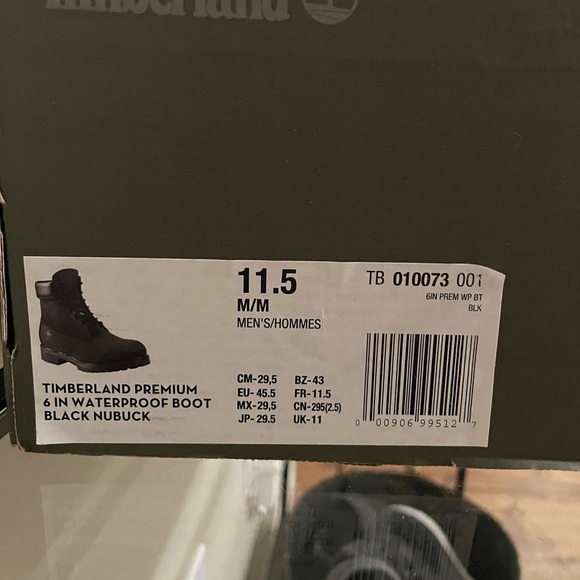 Timberland
11.5
M/M
MEN'S/HOMMES
TB 010073 001
6IN PREM WP BT
BLK
TIMBERLAND PREMIUM
6 IN WATERPROOF BOOT
BLACK NUBUCK
CM-29,5 BZ-43
EU-45.5 FR-11.5
MX-29,5 CN-295(2.5)
JP-29.5 UK-11
0 00906 99512 7